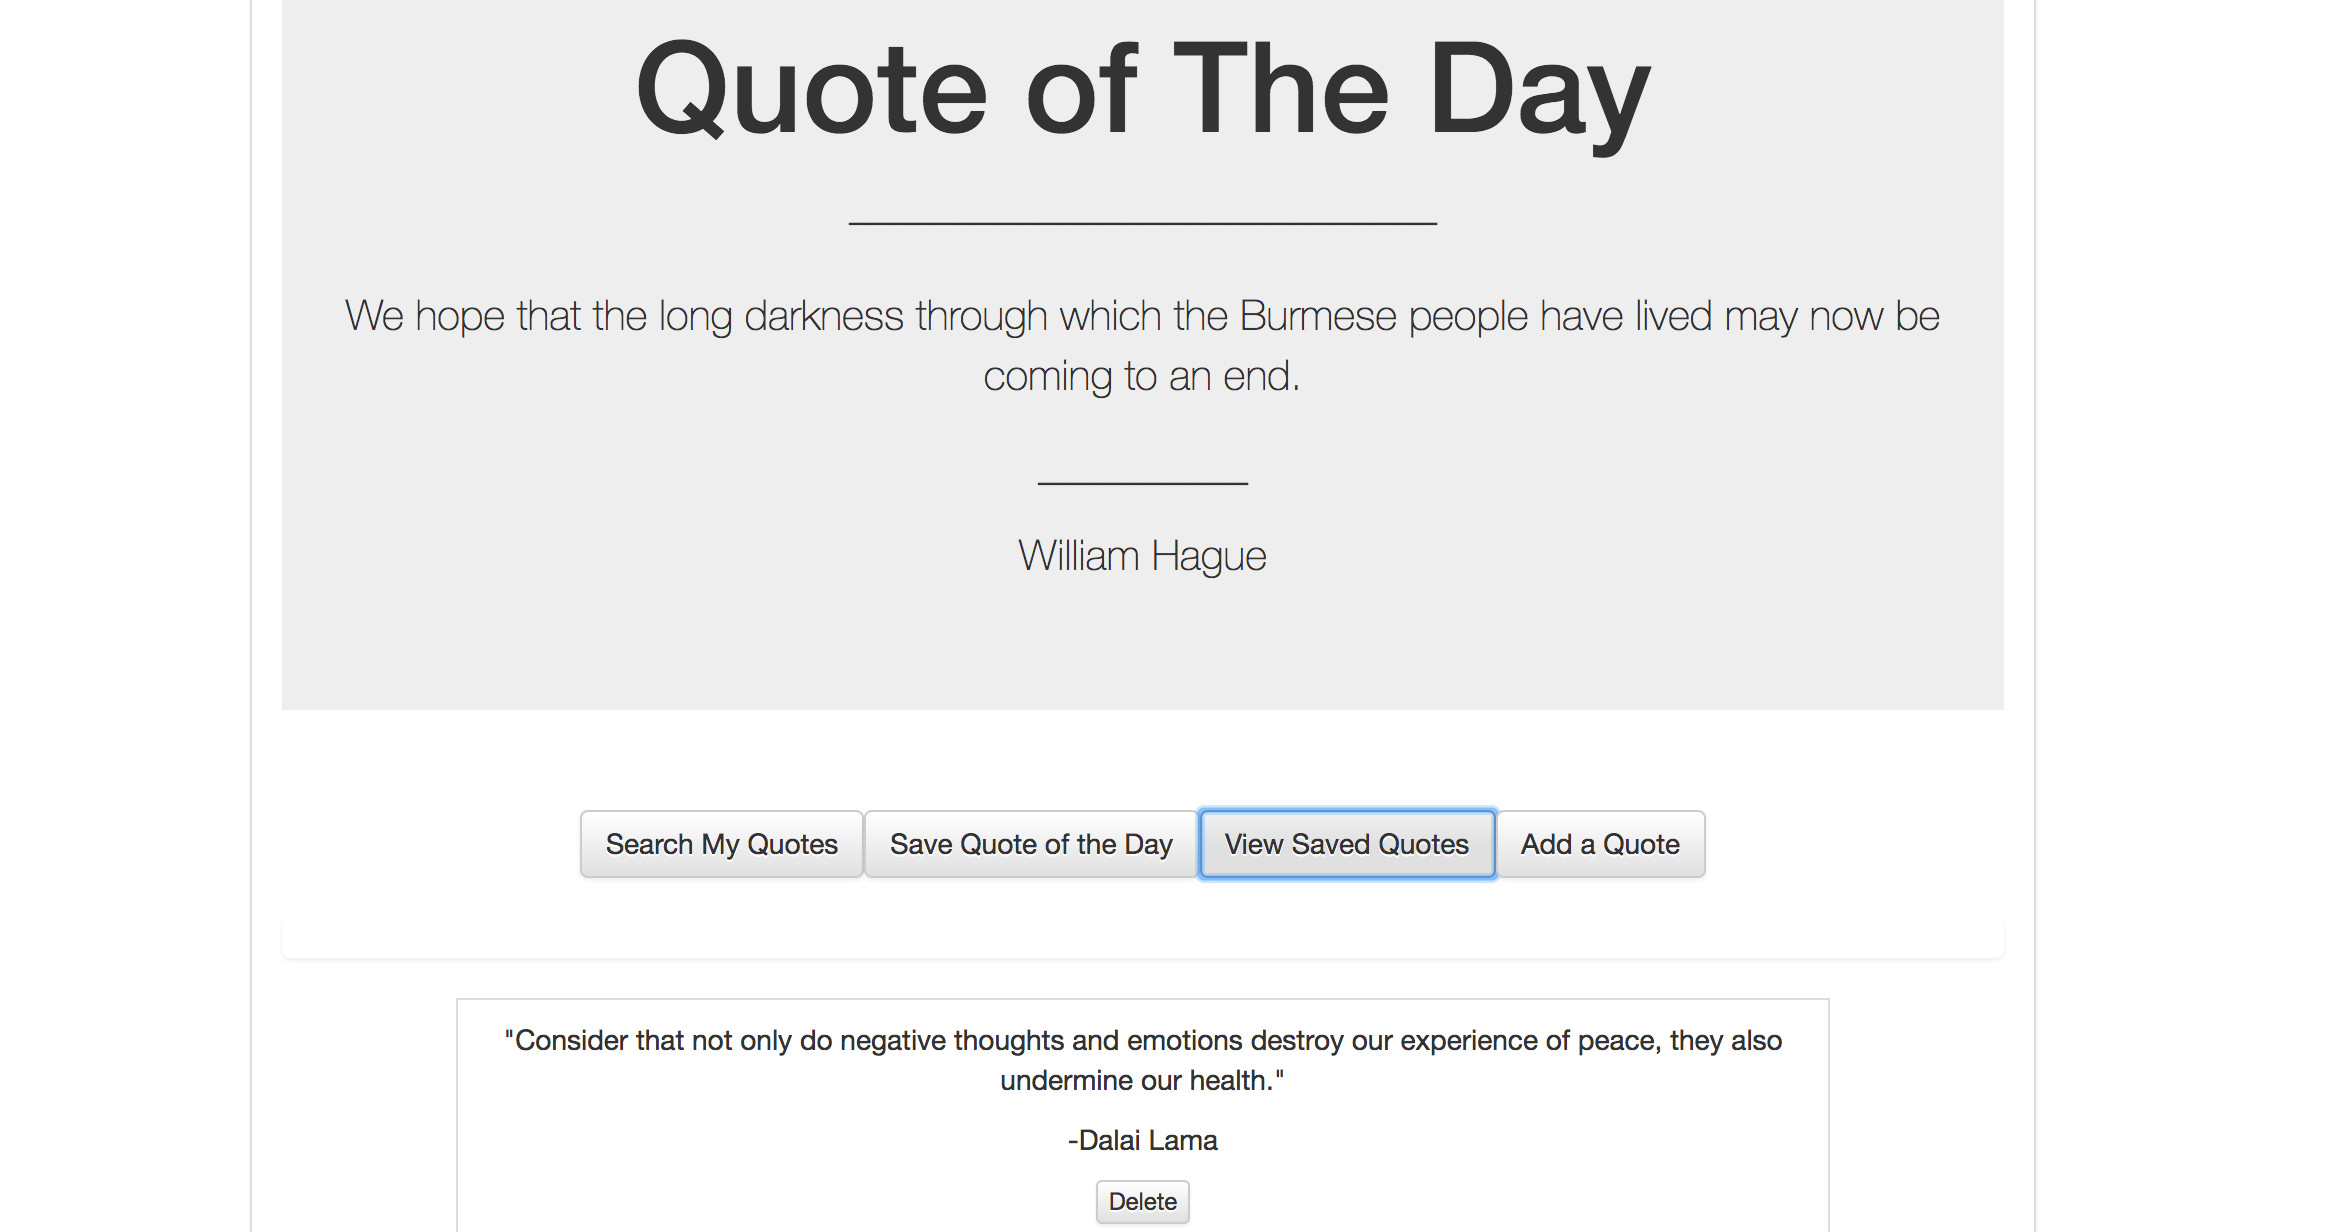 Quote of The Day
We hope that the long darkness through which the Burmese people have lived may now be
coming to an end.
William Hague
Search My Quotes Save Quote of the Day View Saved Quotes Add a Quote
"Consider that not only do negative thoughts and emotions destroy our experience of peace, they also
undermine our health."
-Dalai Lama
Delete